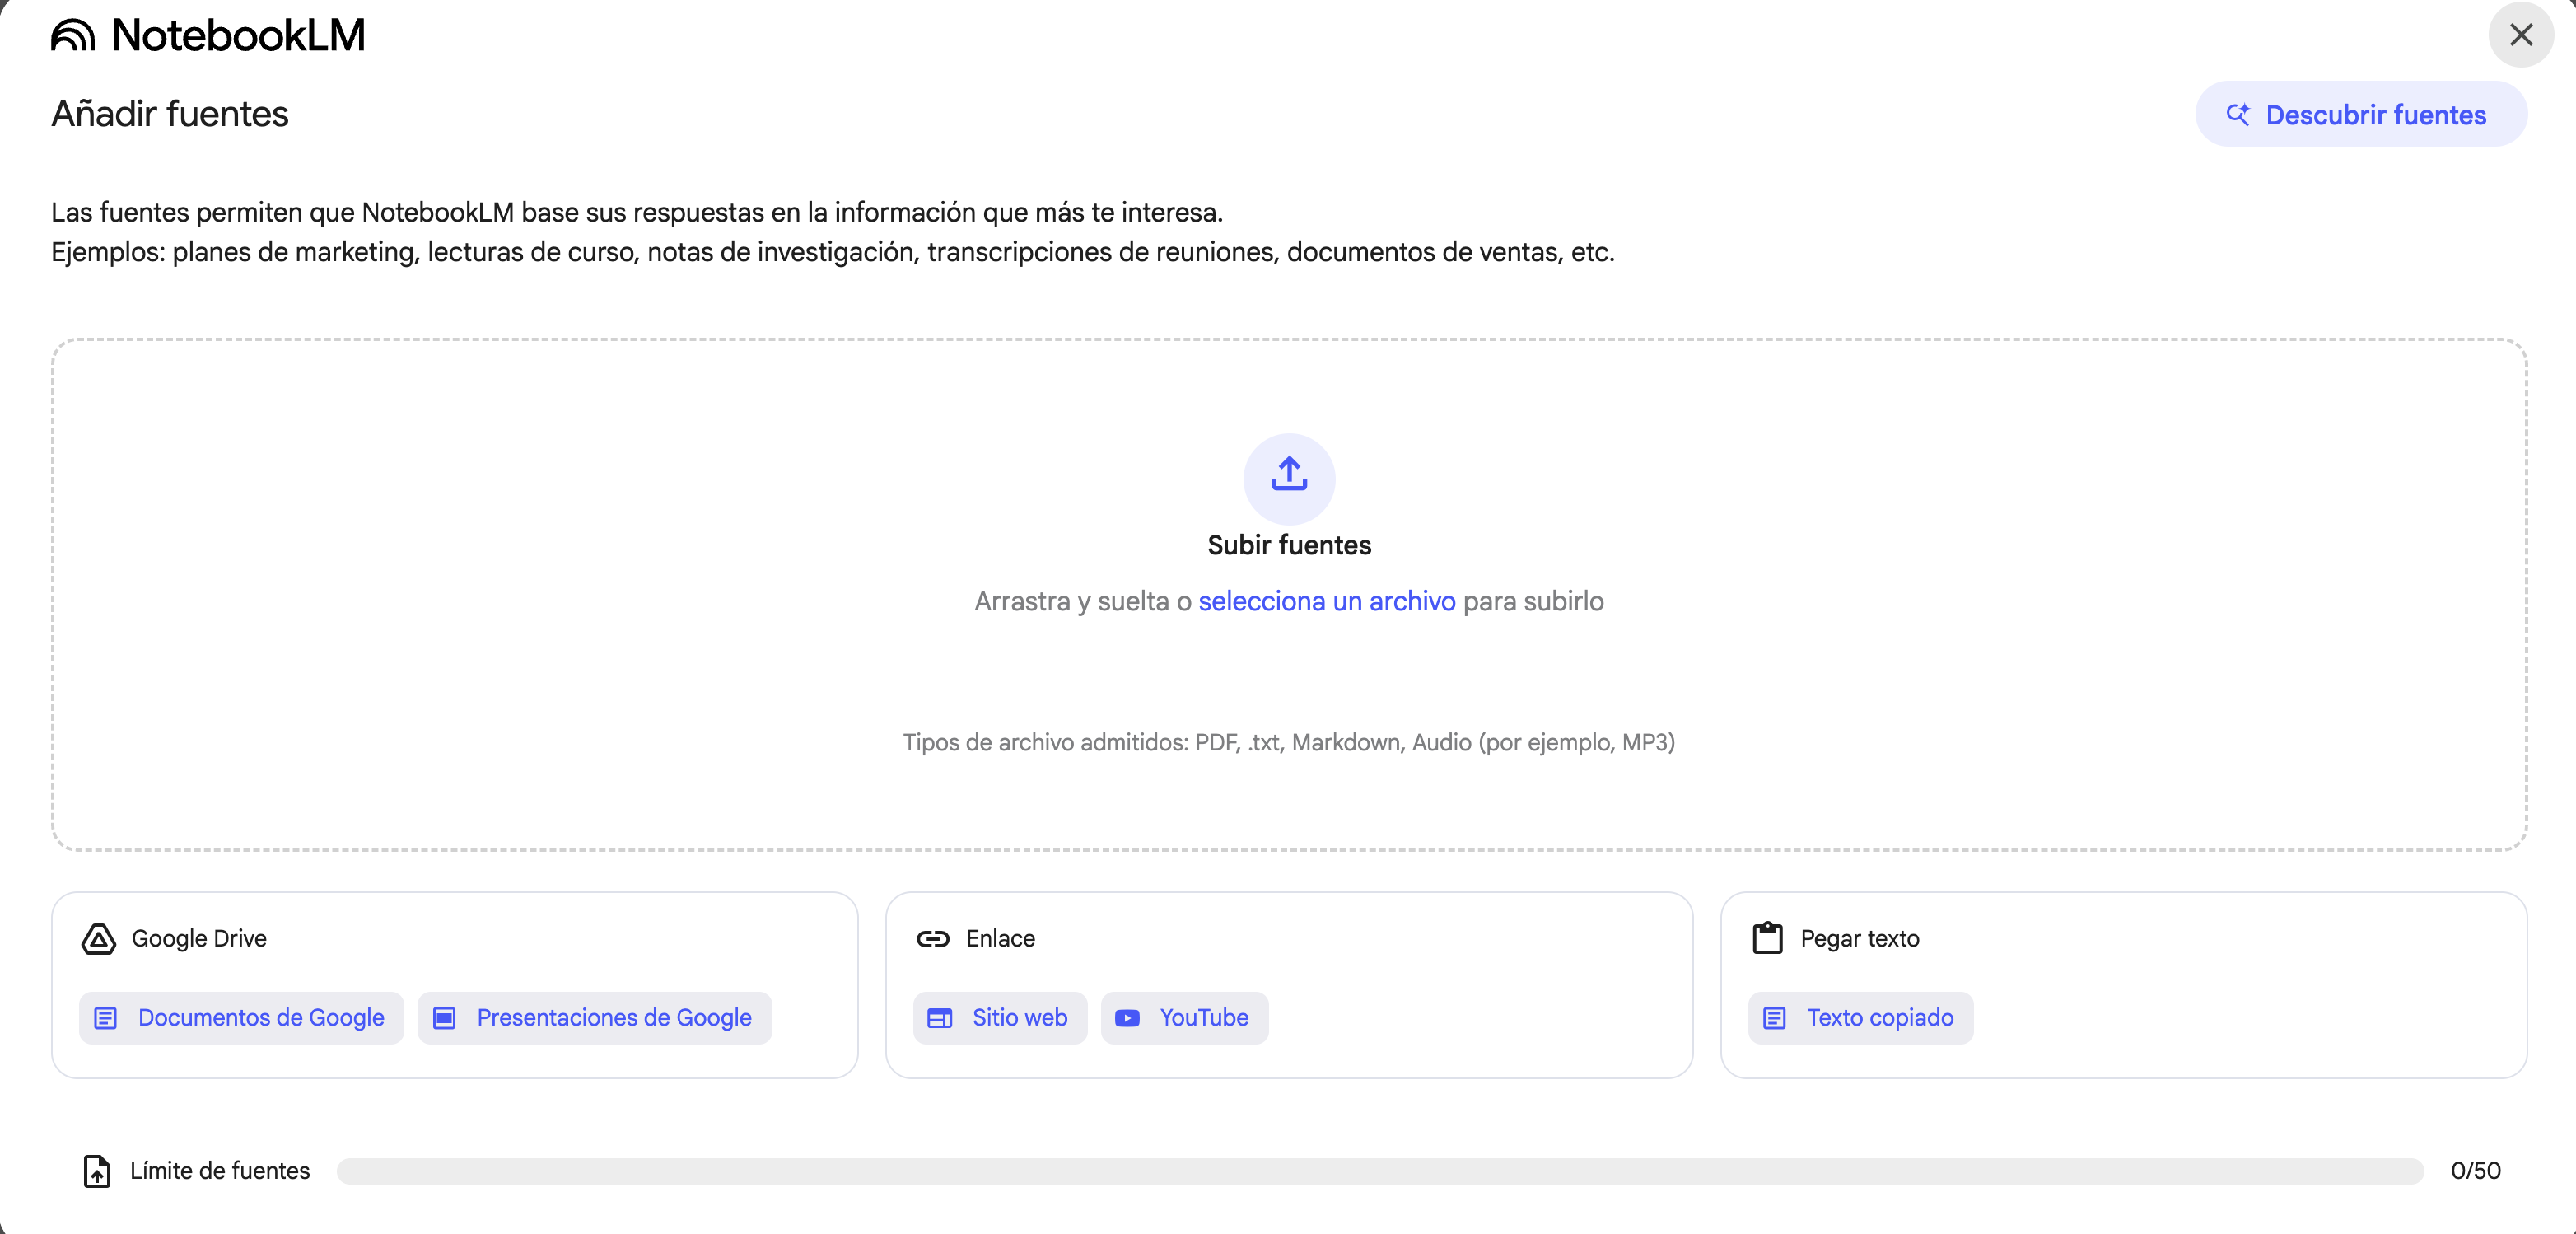 NotebookLM
Añadir fuentes
Descubrir fuentes
Las fuentes permiten que NotebookLM base sus respuestas en la información que más te interesa.
Ejemplos: planes de marketing, lecturas de curso, notas de investigación, transcripciones de reuniones, documentos de ventas, etc.
Subir fuentes
Arrastra y suelta o selecciona un archivo para subirlo
Tipos de archivo admitidos: PDF, .txt, Markdown, Audio (por ejemplo, MP3)
Google Drive
Documentos de Google
Presentaciones de Google
Enlace
Sitio web
YouTube
Pegar texto
Texto copiado
Límite de fuentes
0/50